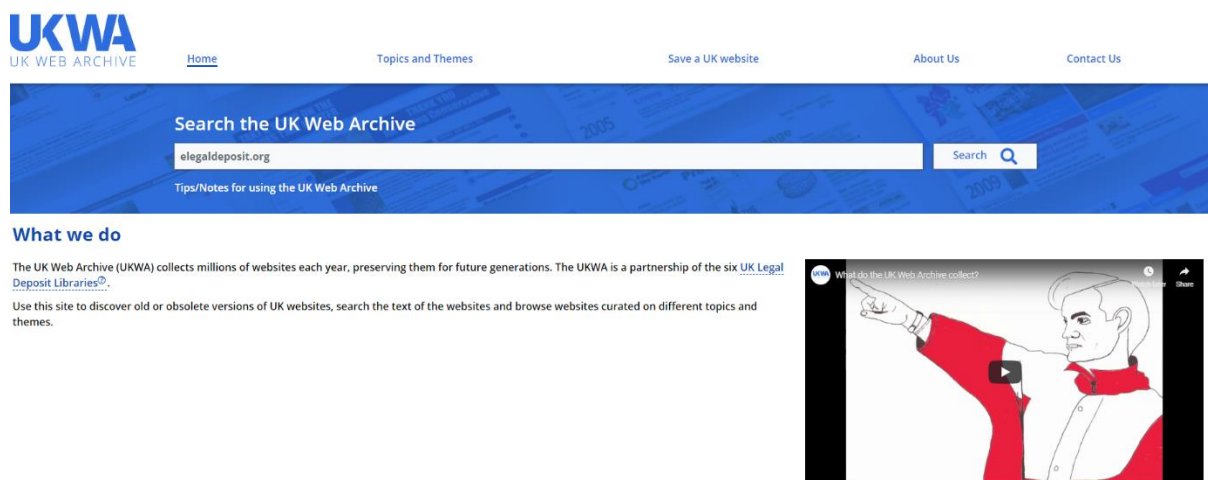 UKWA
UK WEB ARCHIVE
Home
Topics and Themes
Save a UK website
About Us
Contact Us
Search the UK Web Archive
elegaldeposit.org
Search
Tips/Notes for using the UK Web Archive
2005
2009
What we do
The UK Web Archive (UKWA) collects millions of websites each year, preserving them for future generations. The UKWA is a partnership of the six UK Legal
Deposit Libraries?.
Use this site to discover old or obsolete versions of UK websites, search the text of the websites and browse websites curated on different topics and
themes.
UKWA
What do the UK Web Archive collect?
Watch later
Share